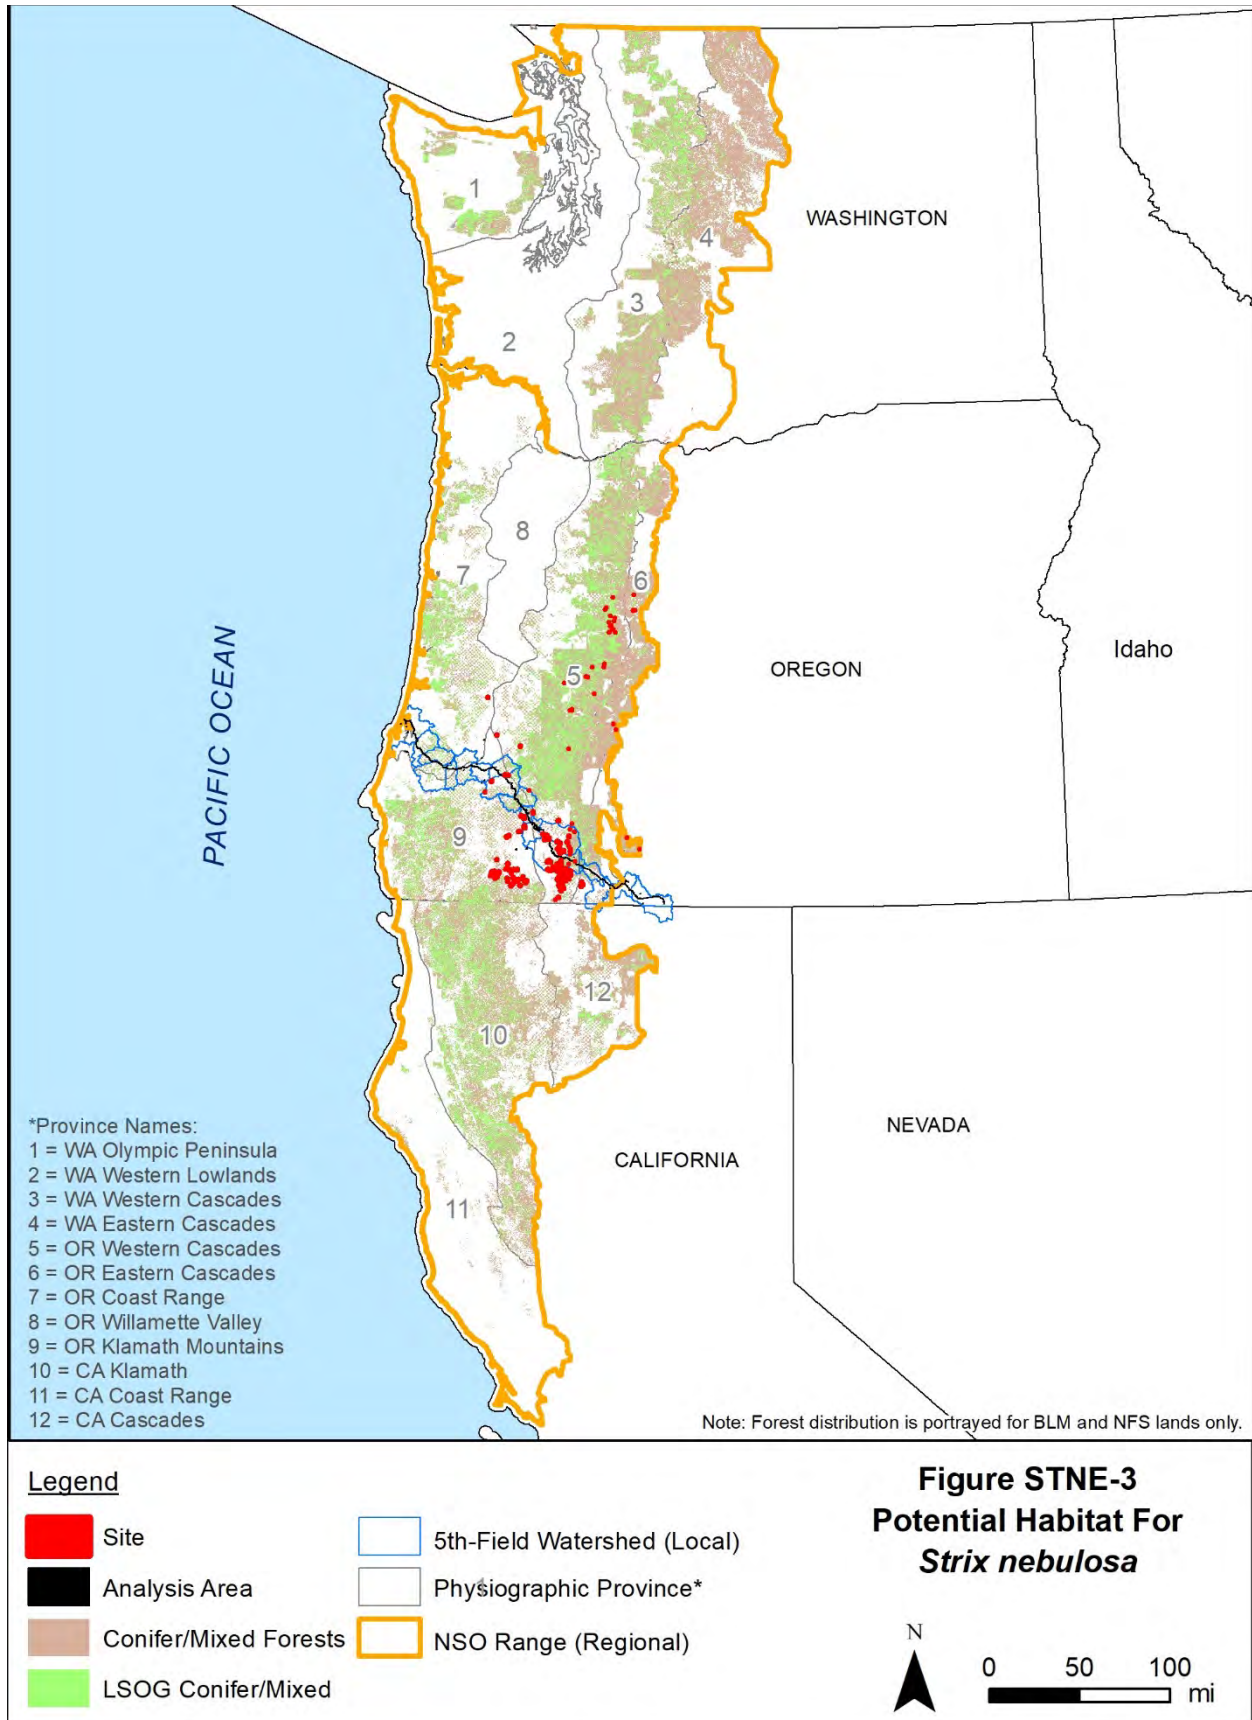 WASHINGTON
1
4
3
2
8
7
6
5
OREGON
Idaho
PACIFIC OCEAN
9
12
10
NEVADA
CALIFORNIA
11
*Province Names:
1 = WA Olympic Peninsula
2 = WA Western Lowlands
3 = WA Western Cascades
4 = WA Eastern Cascades
5 = OR Western Cascades
6 = OR Eastern Cascades
7 = OR Coast Range
8 = OR Willamette Valley
9 = OR Klamath Mountains
10 = CA Klamath
11 = CA Coast Range
12 = CA Cascades
Note: Forest distribution is portrayed for BLM and NFS lands only.
Legend
Site
Analysis Area
Conifer/Mixed Forests
LSOG Conifer/Mixed
5th-Field Watershed (Local)
Physiographic Province*
NSO Range (Regional)
Figure STNE-3
Potential Habitat For
Strix nebulosa
N
0 50 100
mi